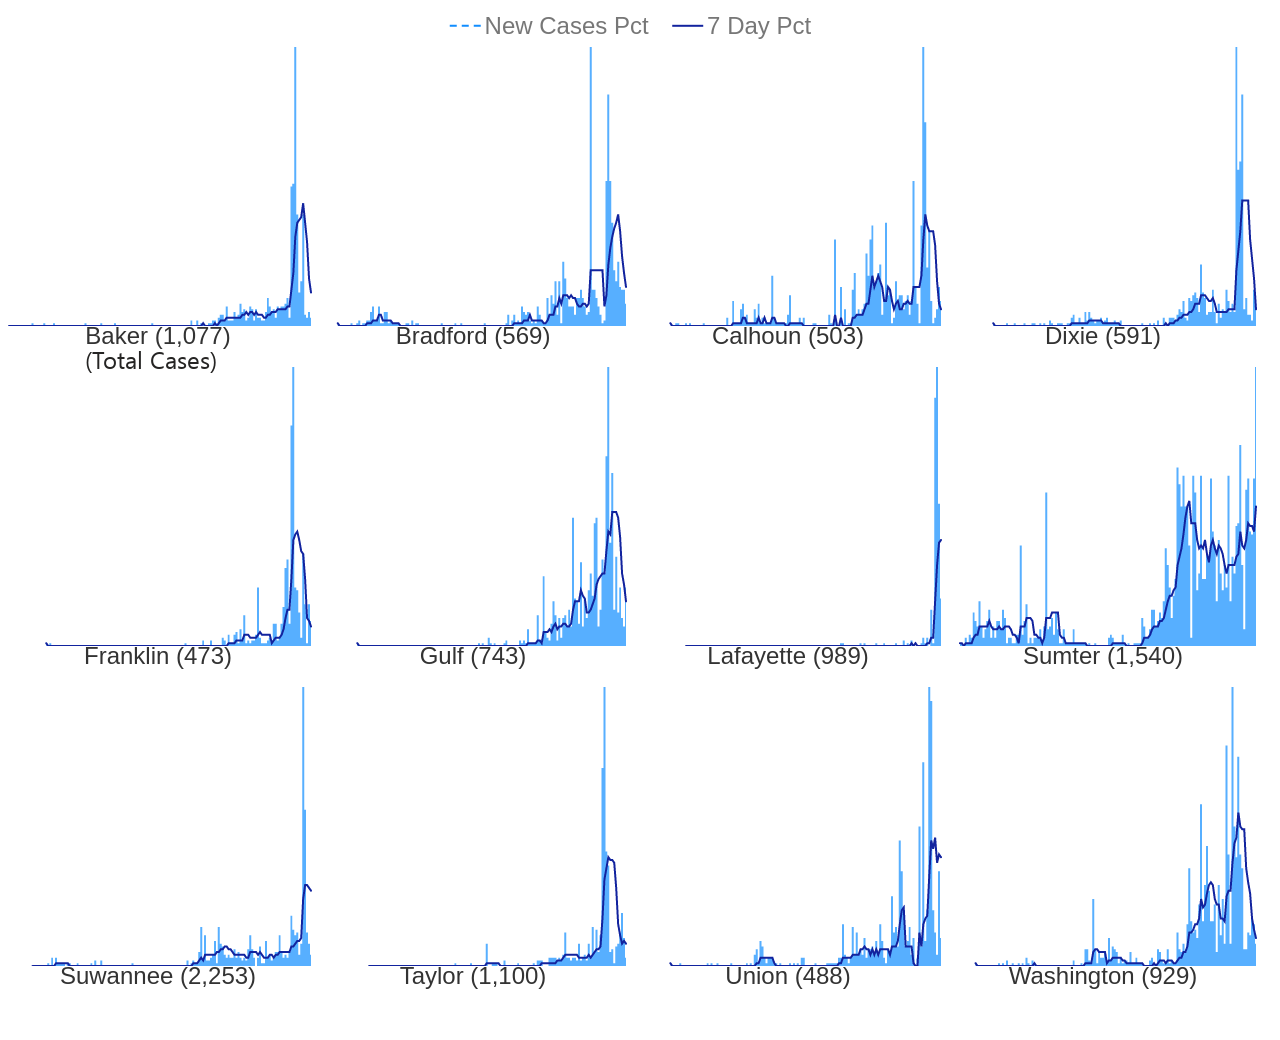 New Cases Pct 7 Day Pct
Baker (1,077) Bradford (569) Calhoun (503) Dixie (591)
(Total Cases)
Franklin (473) Gulf (743) Lafayette (989) Sumter (1,540)
Suwannee (2,253) Taylor (1,100) Union (488) Washington (929)